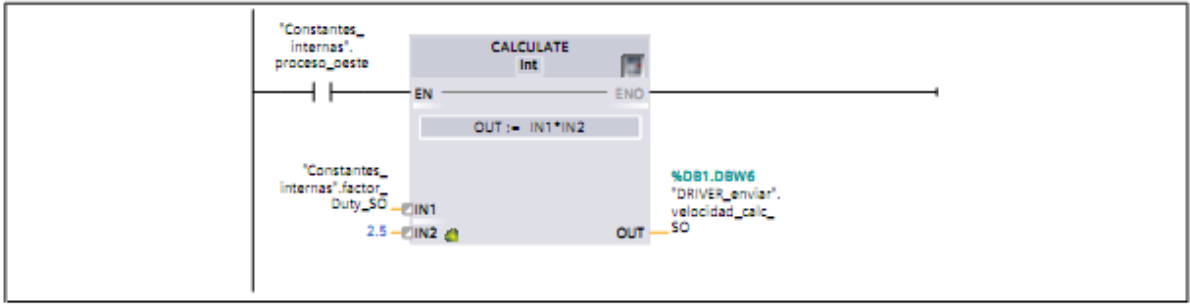 "Constantes_
internas".
proceso_oeste
CALCULATE
Int
EN
ENO
OUT := IN1*IN2
"Constantes_
internas".factor_
Duty_SO
IN1
2.5
IN2
OUT
%DB1.DBW6
"DRIVER_enviar".
velocidad_calc_
SO